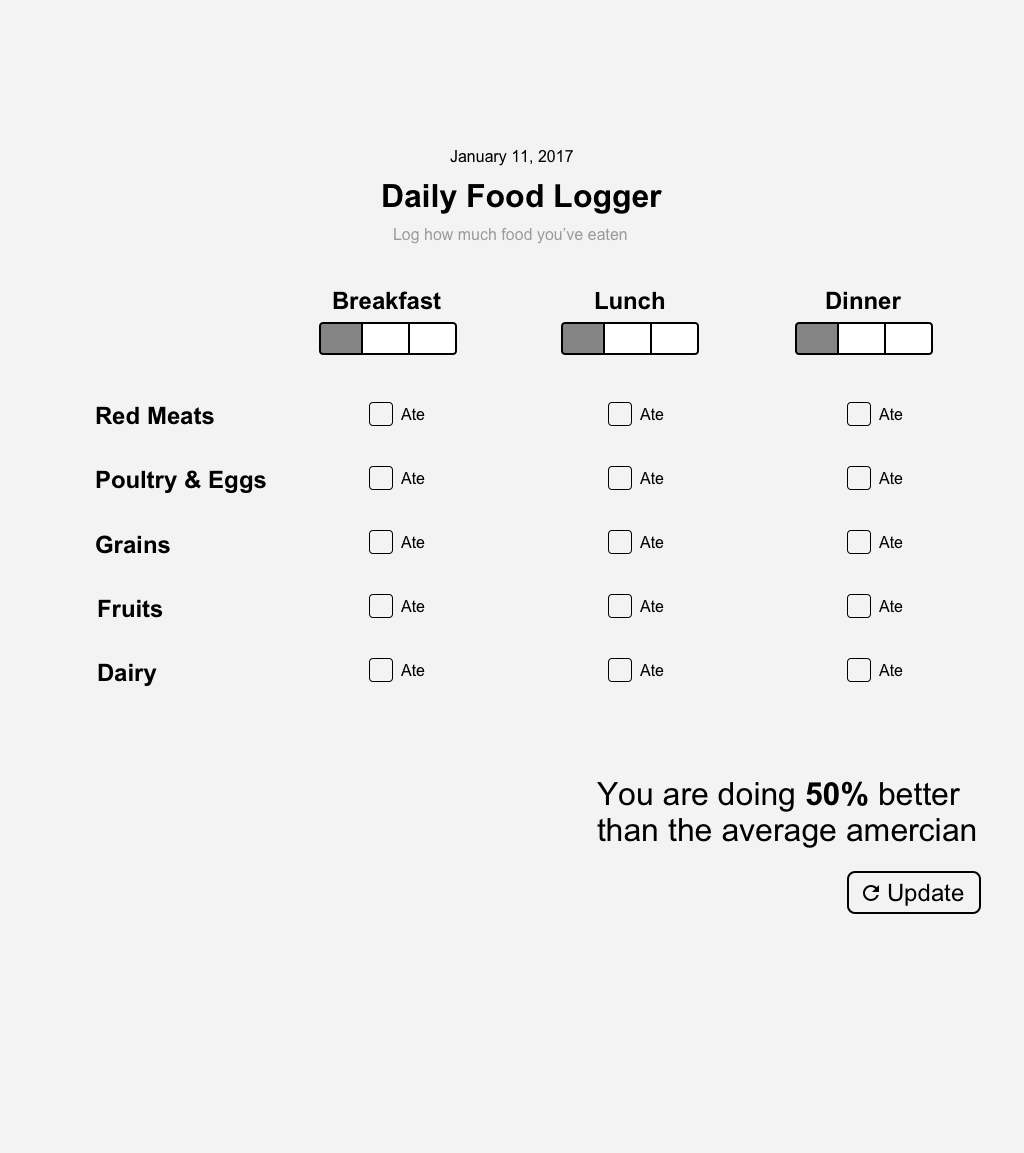 January 11, 2017
Daily Food Logger
Log how much food you've eaten
Breakfast Lunch Dinner
Red Meats Ate Ate Ate
Poultry & Eggs Ate Ate Ate
Grains Ate Ate Ate
Fruits Ate Ate Ate
Dairy Ate Ate Ate
You are doing 50% better
than the average amercian
Update